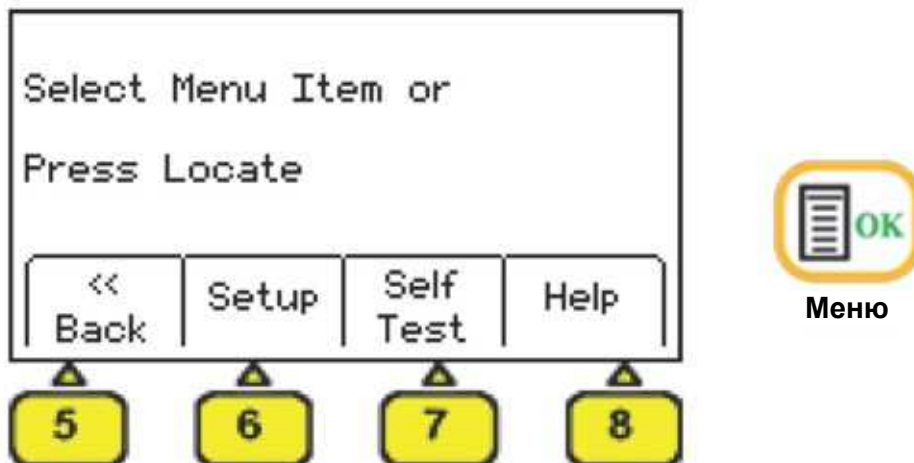 Select Menu Item or
Press Locate
<< Back
Setup
Self Test
Help
5
6
7
8
OK
Меню